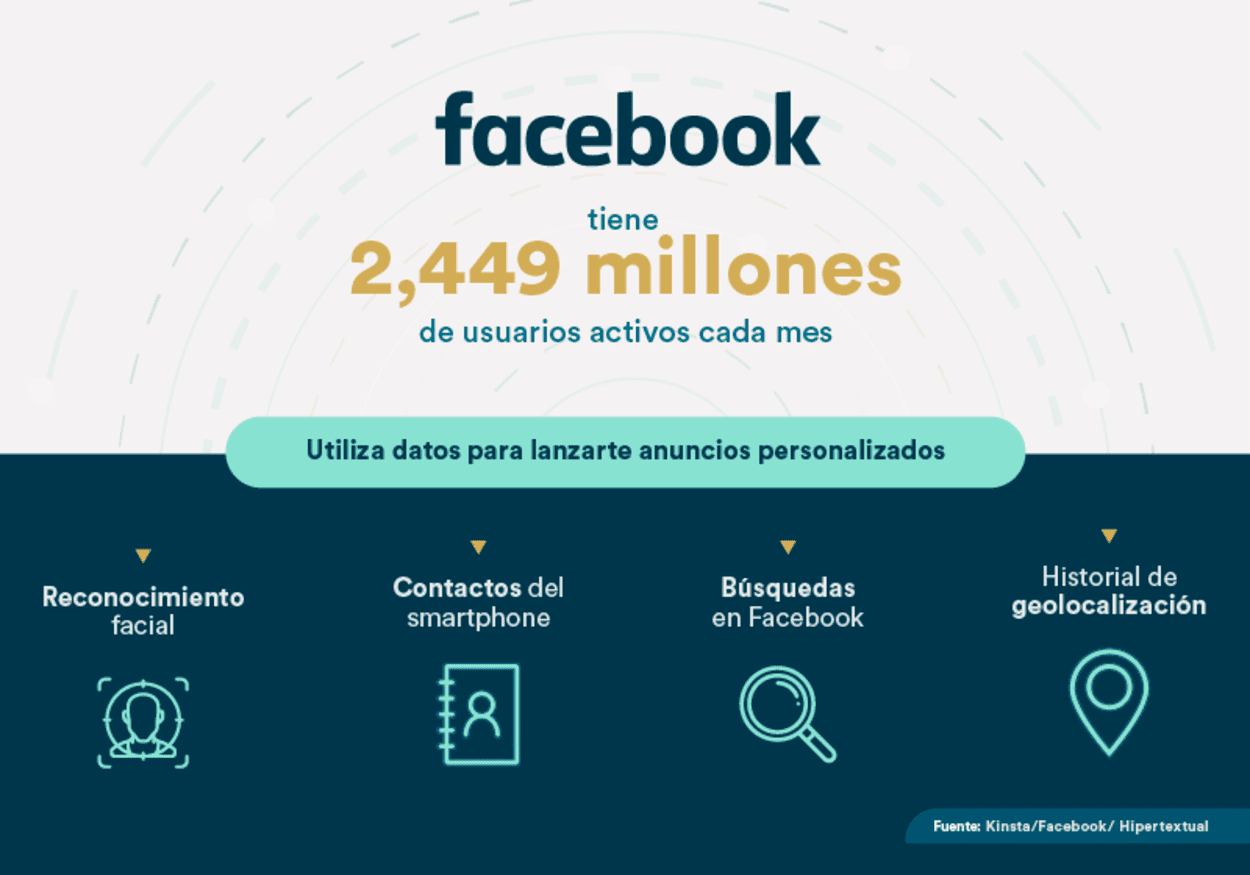 facebook
tiene
2,449 millones
de usuarios activos cada mes
Utiliza datos para lanzarte anuncios personalizados
Reconocimiento
facial
Contactos del
smartphone
Búsquedas
en Facebook
Historial de
geolocalización
Fuente: Kinsta/Facebook/ Hipertextual